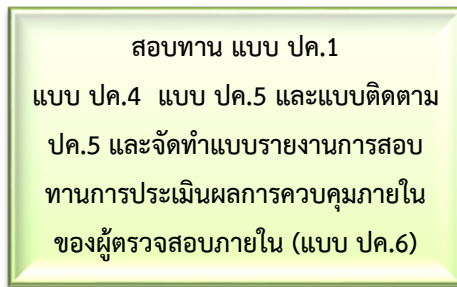 สอบทาน แบบ ปค.1
แบบ ปค.4 แบบ ปค.5 และแบบติดตาม
ปค.5 และจัดทำแบบรายงานการสอบ
ทานการประเมินผลการควบคุมภายใน
ของผู้ตรวจสอบภายใน (แบบ ปค.6)